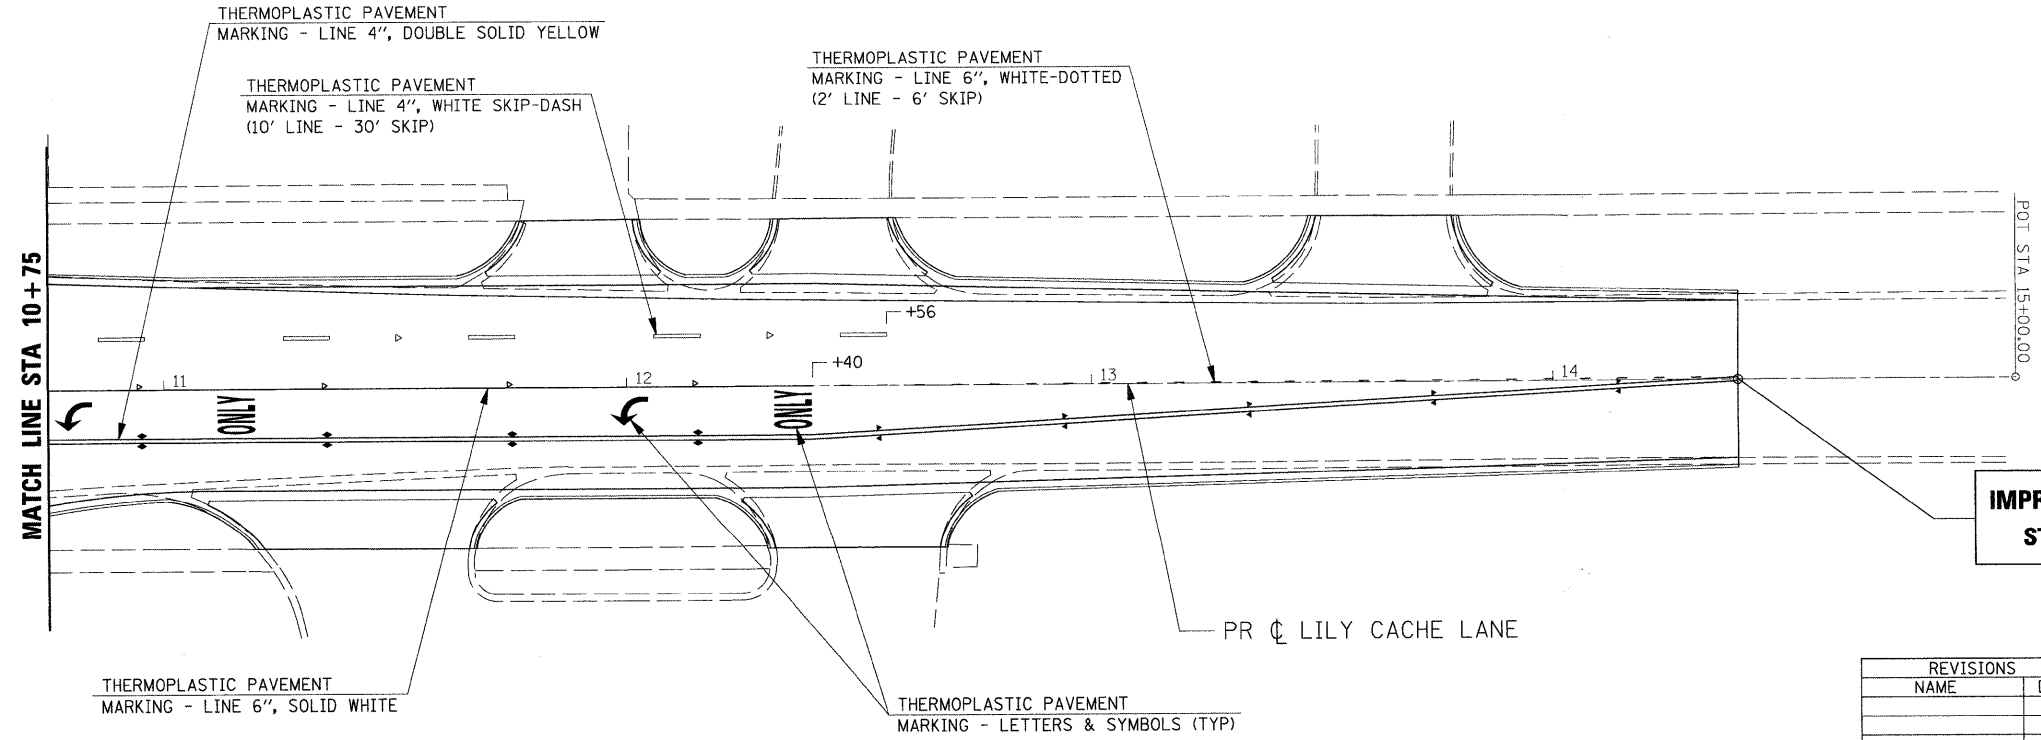 THERMOPLASTIC PAVEMENT
MARKING - LINE 4", DOUBLE SOLID YELLOW
THERMOPLASTIC PAVEMENT
MARKING - LINE 4", WHITE SKIP-DASH
(10' LINE - 30' SKIP)
THERMOPLASTIC PAVEMENT
MARKING - LINE 6", WHITE-DOTTED
(2' LINE - 6' SKIP)
MATCH LINE STA 10+75
POT STA 15+00.00
+56
+40
11
12
13
14
ONLY
ONLY
IMPR
ST
PR ℄ LILY CACHE LANE
THERMOPLASTIC PAVEMENT
MARKING - LINE 6", SOLID WHITE
THERMOPLASTIC PAVEMENT
MARKING - LETTERS & SYMBOLS (TYP)
REVISIONS
NAME